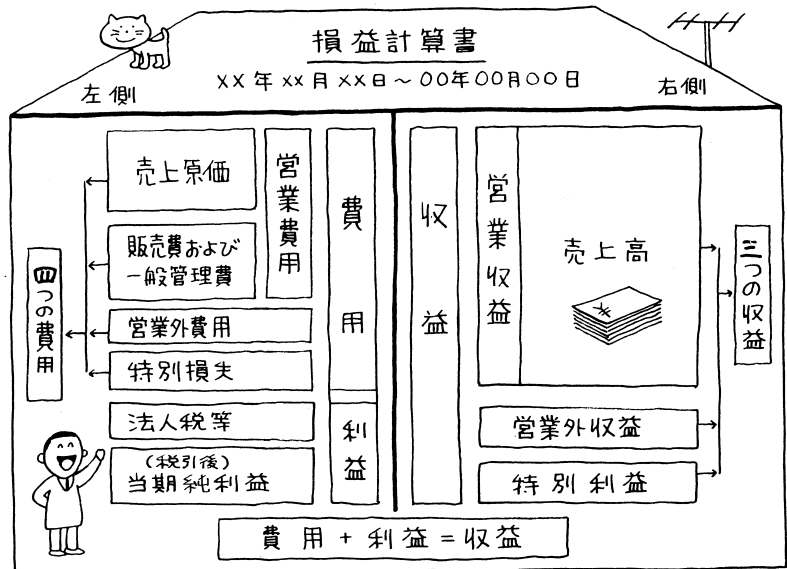 損益計算書
XX年XX月XX日～00年00月00日
左側
右側
四つの費用
売上原価
販売費および
一般管理費
営業費用
営業外費用
特別損失
法人税等
(税引後)
当期純利益
費用
利益
収益
営業収益
売上高
¥
営業外収益
特別利益
三つの収益
費用+利益=収益